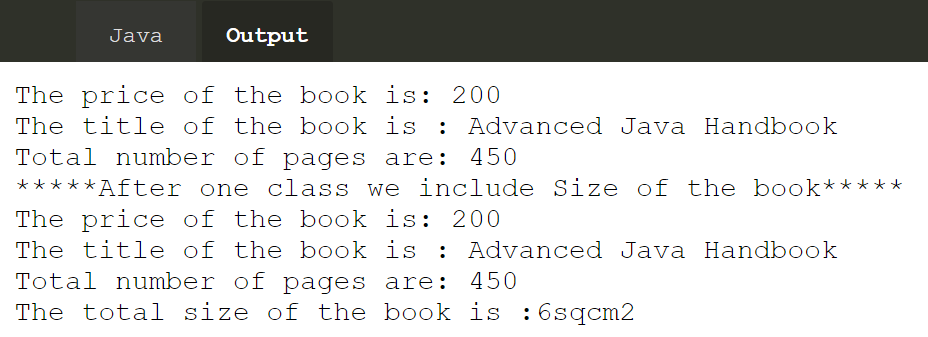 Java Output
The price of the book is: 200
The title of the book is : Advanced Java Handbook
Total number of pages are: 450
*****After one class we include Size of the book*****
The price of the book is: 200
The title of the book is : Advanced Java Handbook
Total number of pages are: 450
The total size of the book is :6sqcm2